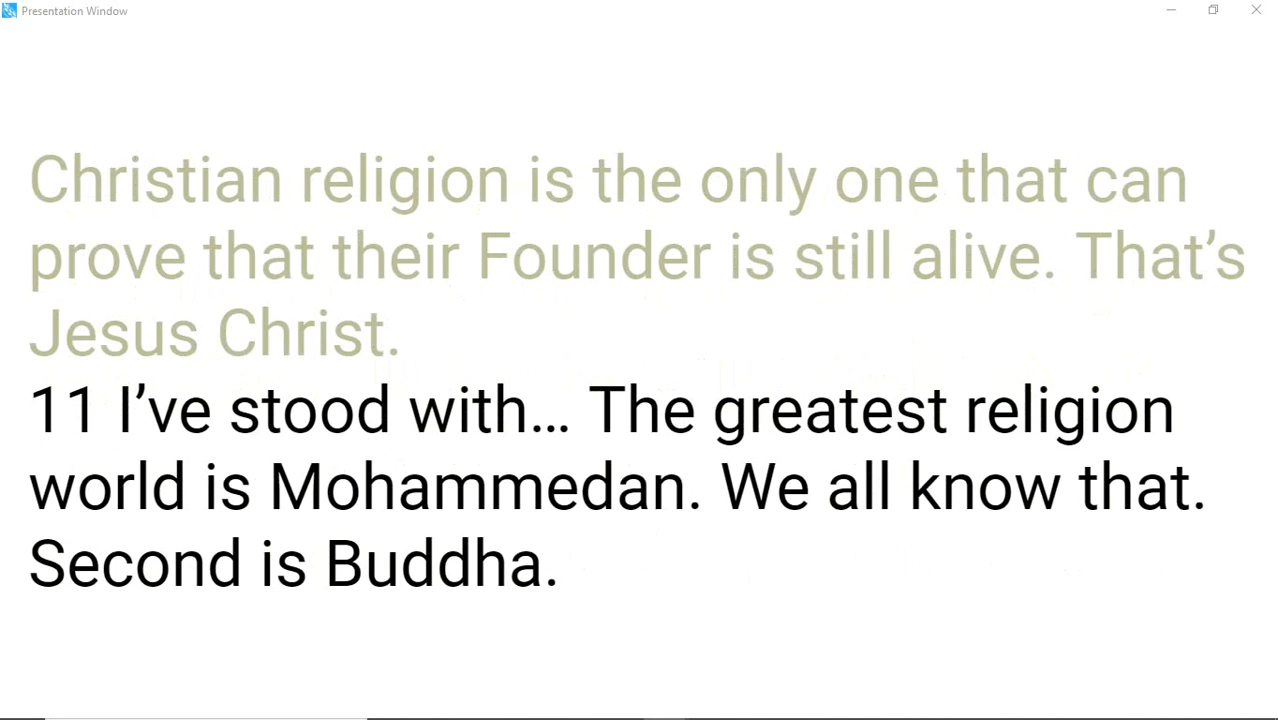 Presentation Window
Christian religion is the only one that can
prove that their Founder is still alive. That’s
Jesus Christ.
11 I’ve stood with… The greatest religion
world is Mohammedan. We all know that.
Second is Buddha.